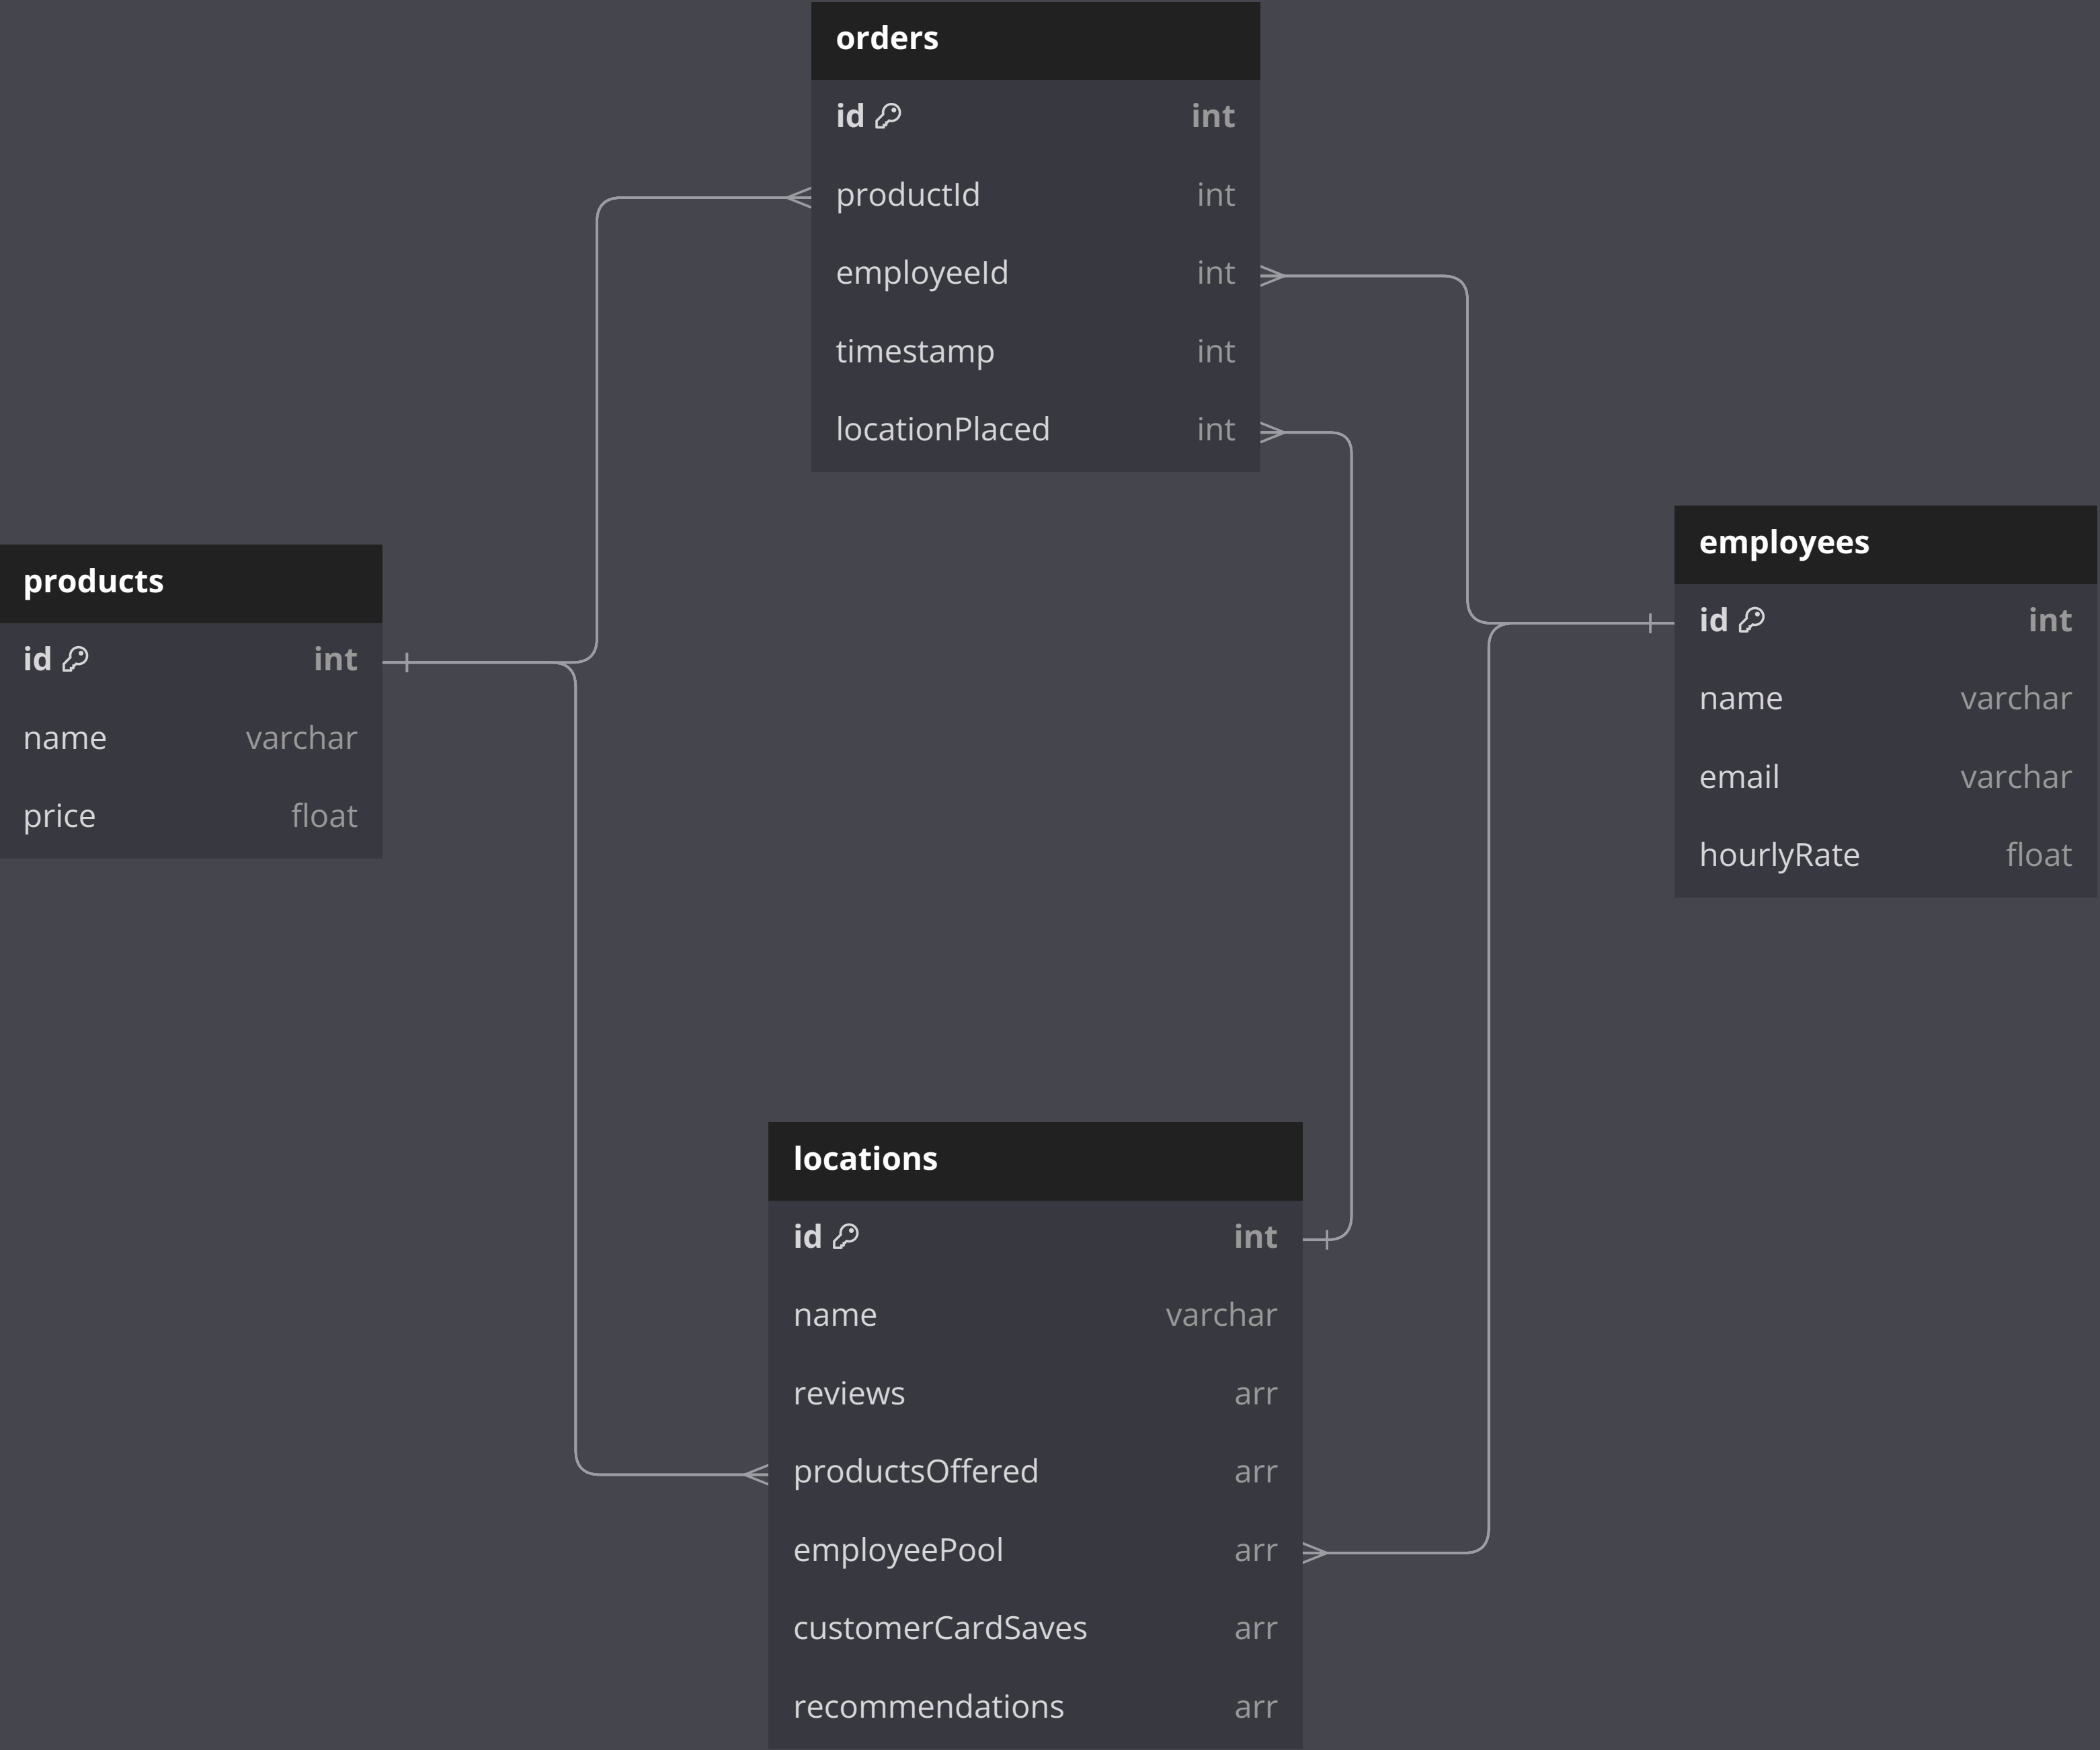 orders
id int
productId int
employeeId int
timestamp int
locationPlaced int
products
id int
name varchar
price float
employees
id int
name varchar
email varchar
hourlyRate float
locations
id int
name varchar
reviews arr
productsOffered arr
employeePool arr
customerCardSaves arr
recommendations arr